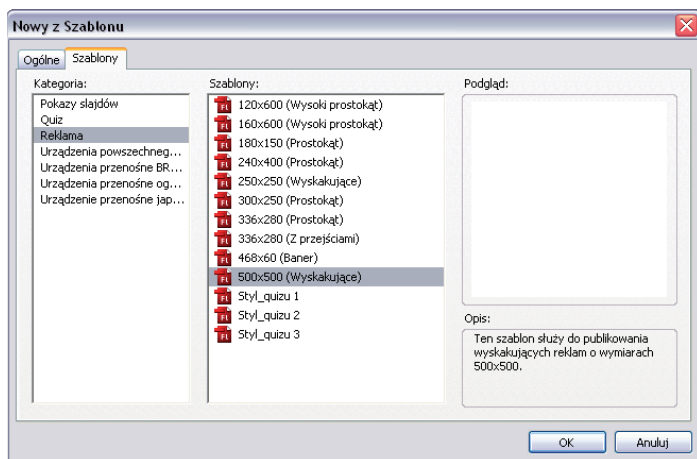 Nowy z Szablonu
Ogólne
Szablony
Kategoria:
Pokazy slajdów
Quiz
Reklama
Urządzenia powszechneg...
Urządzenia przenośne BR...
Urządzenia przenośne og...
Urządzenie przenośne jap...
Szablony:
120x600 (Wysoki prostokąt)
160x600 (Wysoki prostokąt)
180x150 (Prostokąt)
240x400 (Prostokąt)
250x250 (Wyskakujące)
300x250 (Prostokąt)
336x280 (Prostokąt)
336x280 (Z przejściami)
468x60 (Baner)
500x500 (Wyskakujące)
Styl_quizu 1
Styl_quizu 2
Styl_quizu 3
Podgląd:
Opis:
Ten szablon służy do publikowania
wyskakujących reklam o wymiarach
500x500.
OK
Anuluj